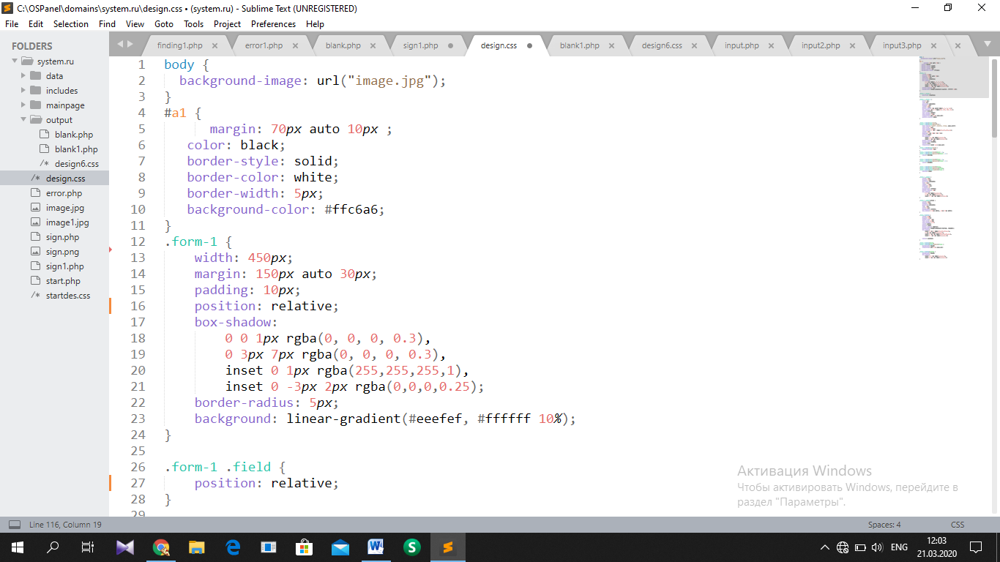 C:\OSPanel\domains\system.ru\design.css • (system.ru) - Sublime Text (UNREGISTERED)
File Edit Selection Find View Goto Tools Project Preferences Help
FOLDERS
system.ru
data
includes
mainpage
output
blank.php
blank1.php
/* design6.css
/* design.css
error.php
image.jpg
image1.jpg
sign.php
sign.png
sign1.php
start.php
/* startdes.css
finding1.php × error1.php × blank.php × sign1.php • design.css • blank1.php × design6.css × input.php × input2.php × input3.php × ×
1 body {
2 background-image: url("image.jpg");
3 }
4 #a1 {
5 margin: 70px auto 10px ;
6 color: black;
7 border-style: solid;
8 border-color: white;
9 border-width: 5px;
10 background-color: #ffc6a6;
11 }
12 .form-1 {
13 width: 450px;
14 margin: 150px auto 30px;
15 padding: 10px;
16 position: relative;
17 box-shadow:
18 0 0 1px rgba(0, 0, 0, 0.3),
19 0 3px 7px rgba(0, 0, 0, 0.3),
20 inset 0 1px rgba(255,255,255,1),
21 inset 0 -3px 2px rgba(0,0,0,0.25);
22 border-radius: 5px;
23 background: linear-gradient(#eeefef, #ffffff 10%);
24 }
25
26 .form-1 .field {
27 position: relative;
28 }
29
Активация Windows
Чтобы активировать Windows, перейдите в
раздел "Параметры".
Line 116, Column 19 Spaces: 4 CSS
ENG 12:03
21.03.2020